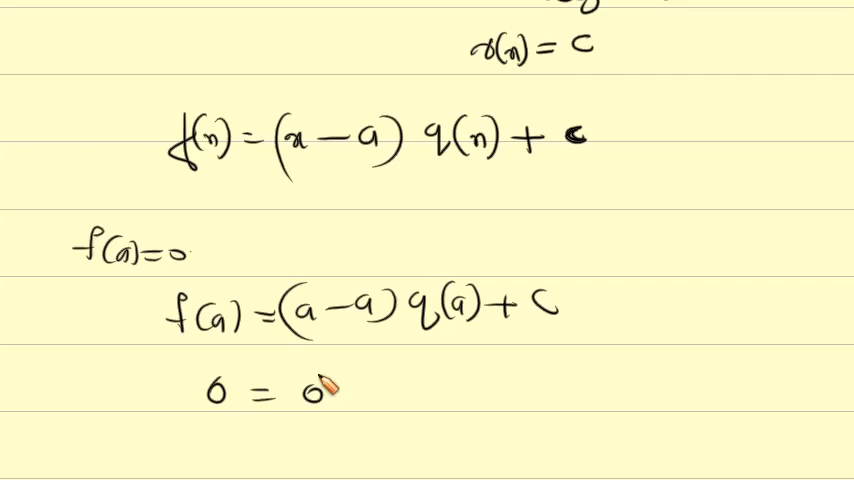 r(x) = c
f(x) = (x - a) q(x) + c
f(a) = 0
f(a) = (a - a) q(a) + c
0 = 0